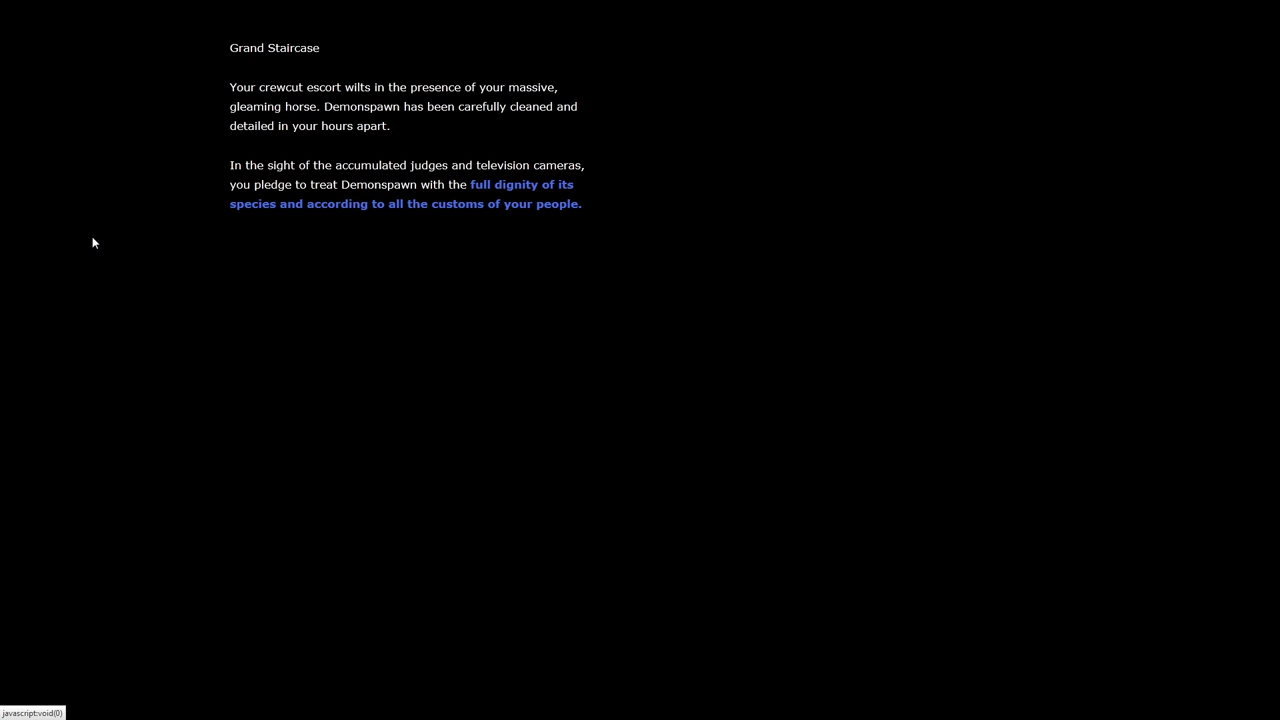 Grand Staircase
Your crewcut escort wilts in the presence of your massive,
gleaming horse. Demonspawn has been carefully cleaned and
detailed in your hours apart.
In the sight of the accumulated judges and television cameras,
you pledge to treat Demonspawn with the full dignity of its
species and according to all the customs of your people.
javascript:void(0)